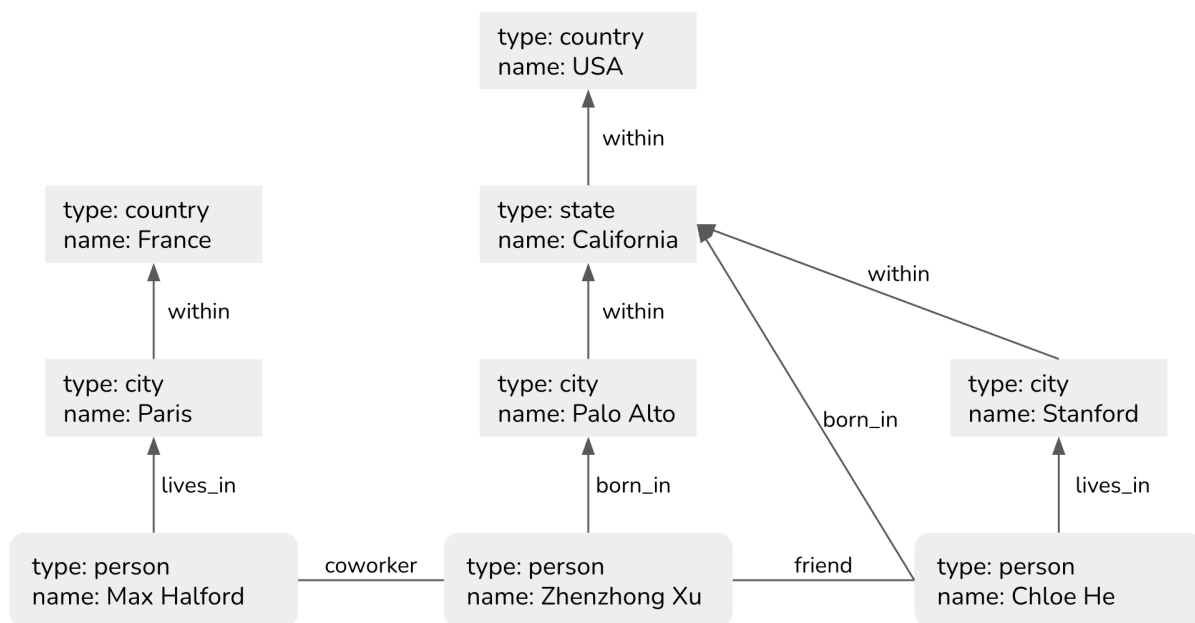 type: country
name: USA
within
type: country
name: France
type: state
name: California
within
within
within
type: city
name: Paris
type: city
name: Palo Alto
type: city
name: Stanford
born_in
lives_in
born_in
lives_in
type: person
name: Max Halford
coworker
type: person
name: Zhenzhong Xu
friend
type: person
name: Chloe He